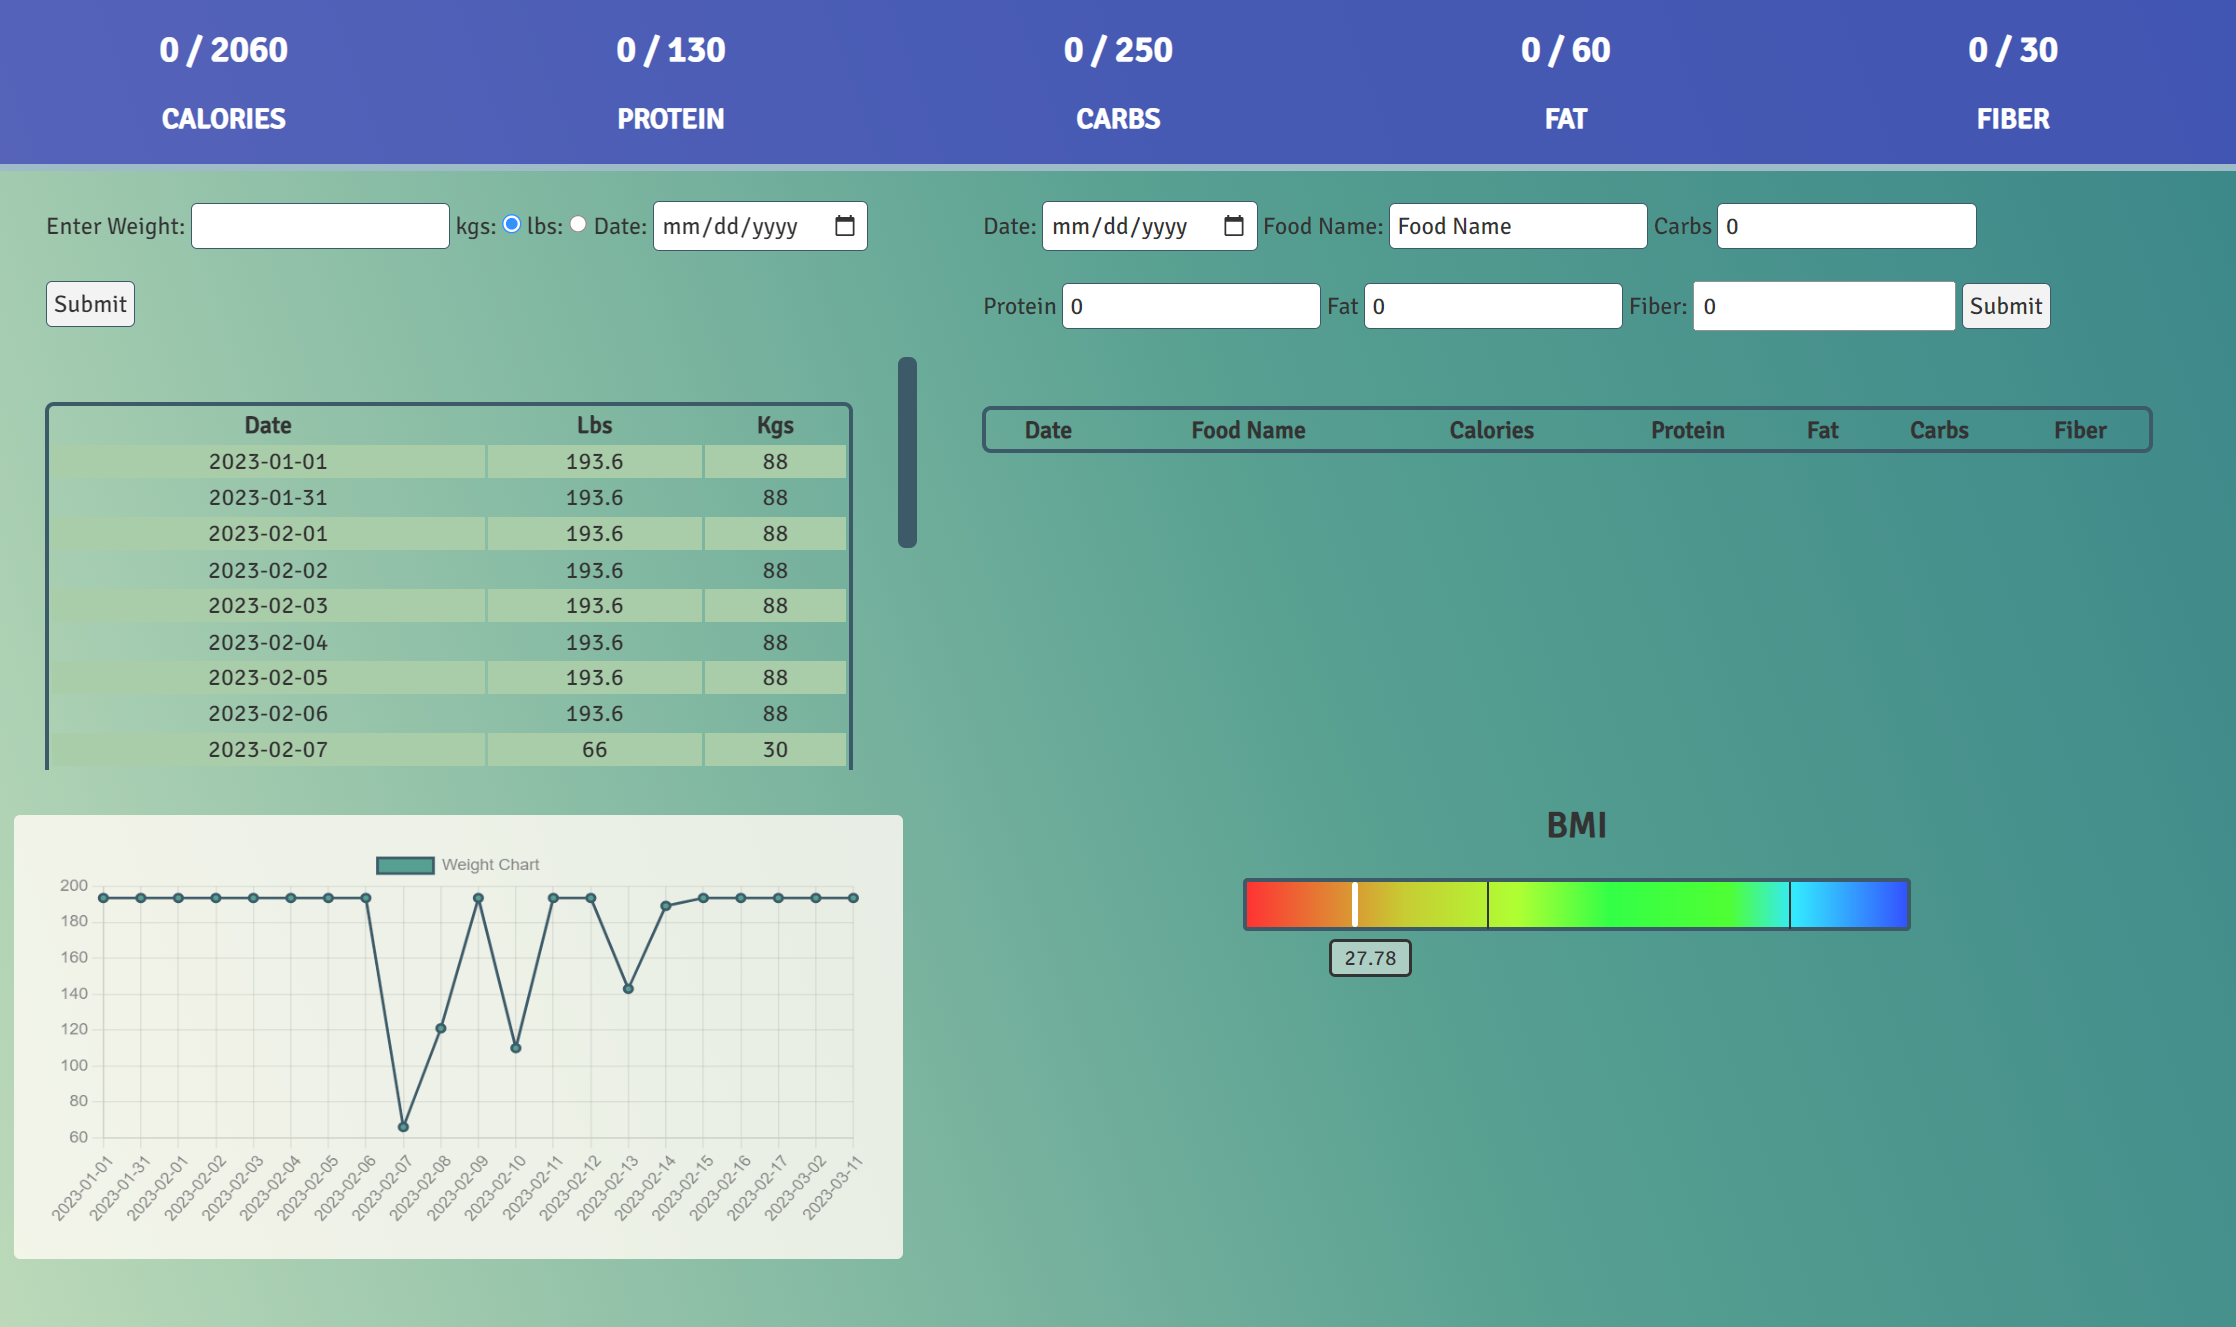 0 / 2060 0 / 130 0 / 250 0 / 60 0 / 30
CALORIES PROTEIN CARBS FAT FIBER
Enter Weight: kgs: lbs: Date: mm/dd/yyyy
Submit
Date: mm/dd/yyyy Food Name: Food Name Carbs 0
Protein 0 Fat 0 Fiber: 0 Submit
Date Lbs Kgs
2023-01-01 193.6 88
2023-01-31 193.6 88
2023-02-01 193.6 88
2023-02-02 193.6 88
2023-02-03 193.6 88
2023-02-04 193.6 88
2023-02-05 193.6 88
2023-02-06 193.6 88
2023-02-07 66 30
Date Food Name Calories Protein Fat Carbs Fiber
Weight Chart
200
180
160
140
120
100
80
60
2023-01-01
2023-01-31
2023-02-01
2023-02-02
2023-02-03
2023-02-04
2023-02-05
2023-02-06
2023-02-07
2023-02-08
2023-02-09
2023-02-10
2023-02-11
2023-02-12
2023-02-13
2023-02-14
2023-02-15
2023-02-16
2023-02-17
2023-03-02
2023-03-11
BMI
27.78